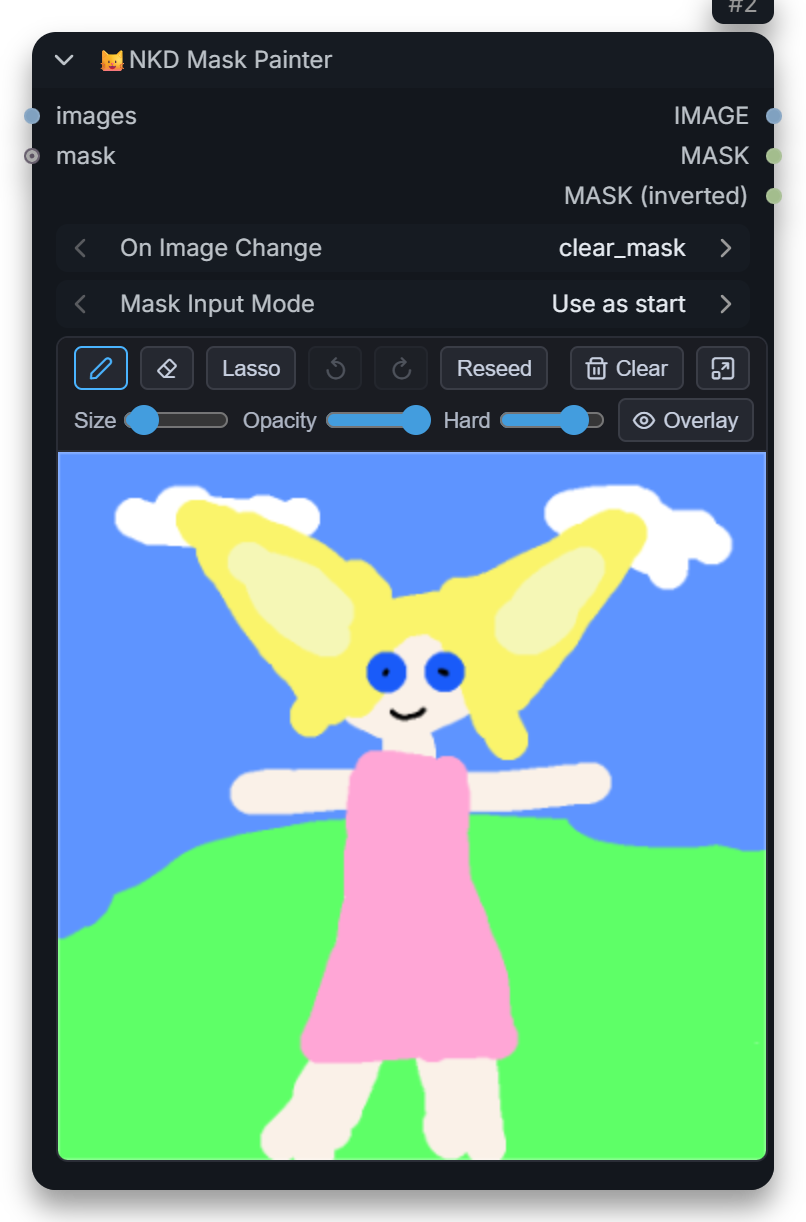 #2
NKD Mask Painter
images IMAGE
mask MASK
MASK (inverted)
On Image Change clear_mask
Mask Input Mode Use as start
Lasso Reseed Clear
Size Opacity Hard Overlay